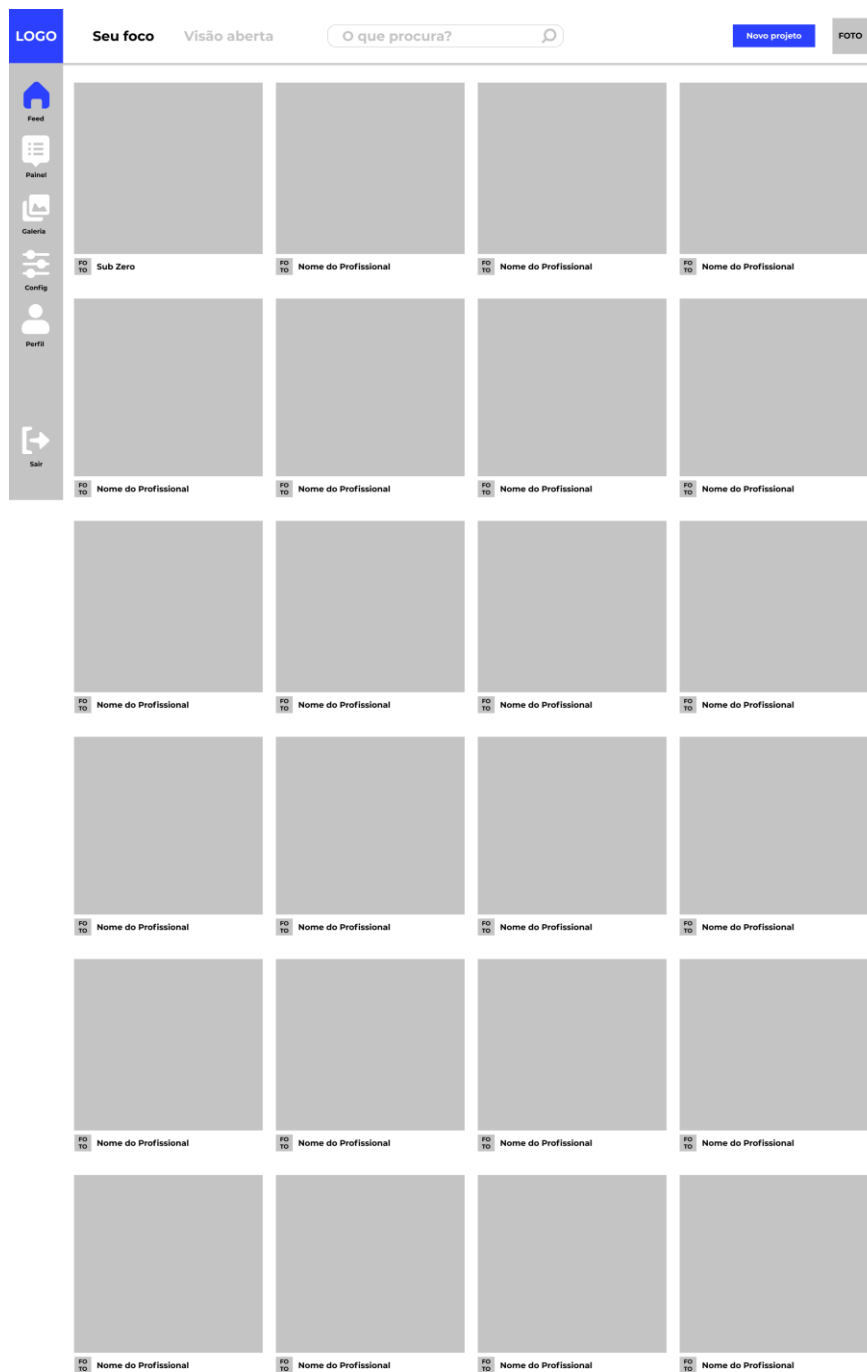 LOGO
Seu foco
Visão aberta
O que procura?
Novo projeto
FOTO
Feed
Painel
Galeria
Config
Perfil
Sair
FO
TO
Sub Zero
FO
TO
Nome do Profissional
FO
TO
Nome do Profissional
FO
TO
Nome do Profissional
FO
TO
Nome do Profissional
FO
TO
Nome do Profissional
FO
TO
Nome do Profissional
FO
TO
Nome do Profissional
FO
TO
Nome do Profissional
FO
TO
Nome do Profissional
FO
TO
Nome do Profissional
FO
TO
Nome do Profissional
FO
TO
Nome do Profissional
FO
TO
Nome do Profissional
FO
TO
Nome do Profissional
FO
TO
Nome do Profissional
FO
TO
Nome do Profissional
FO
TO
Nome do Profissional
FO
TO
Nome do Profissional
FO
TO
Nome do Profissional
FO
TO
Nome do Profissional
FO
TO
Nome do Profissional
FO
TO
Nome do Profissional
FO
TO
Nome do Profissional